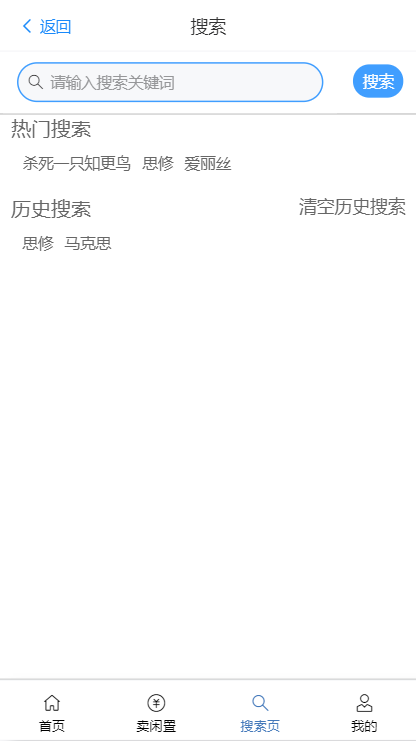 返回 搜索
请输入搜索关键词 搜索
热门搜索
杀死一只知更鸟 思修 爱丽丝
历史搜索 清空历史搜索
思修 马克思
首页 卖闲置 搜索页 我的